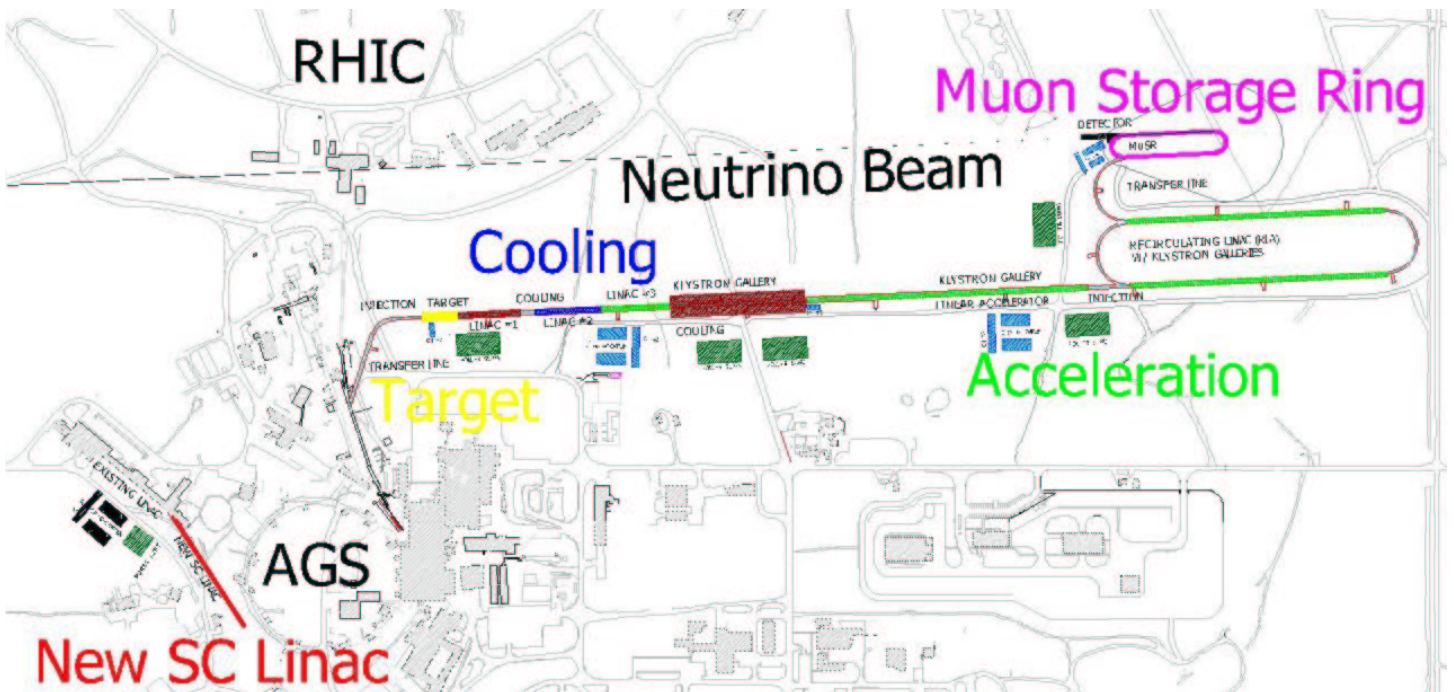 RHIC
Muon Storage Ring
DETECTOR
MuSR
Neutrino Beam
TRANSFER LINE
Cooling
RECIRCULATING LINAC (RLA)
W/ KLYSTRON GALLERIES
KLYSTRON GALLERY
KLYSTRON GALLERY
INJECTION
TARGET
COOLING
LINAC #3
LINEAR ACCELERATOR
INJECTION
LINAC #1
LINAC #2
COOLING
TRANSFER LINE
Target
Acceleration
EXISTING LINAC
NEW SC LINAC
AGS
New SC Linac